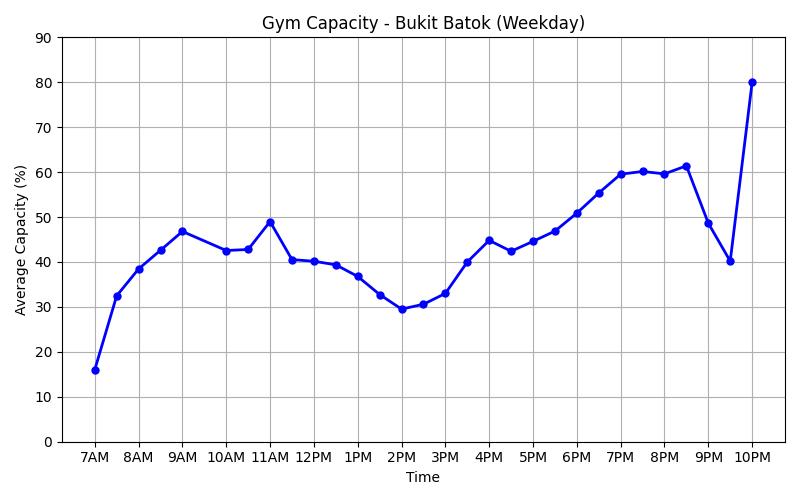 Gym Capacity - Bukit Batok (Weekday)
Average Capacity (%)
90
80
70
60
50
40
30
20
10
0
7AM 8AM 9AM 10AM 11AM 12PM 1PM 2PM 3PM 4PM 5PM 6PM 7PM 8PM 9PM 10PM
Time